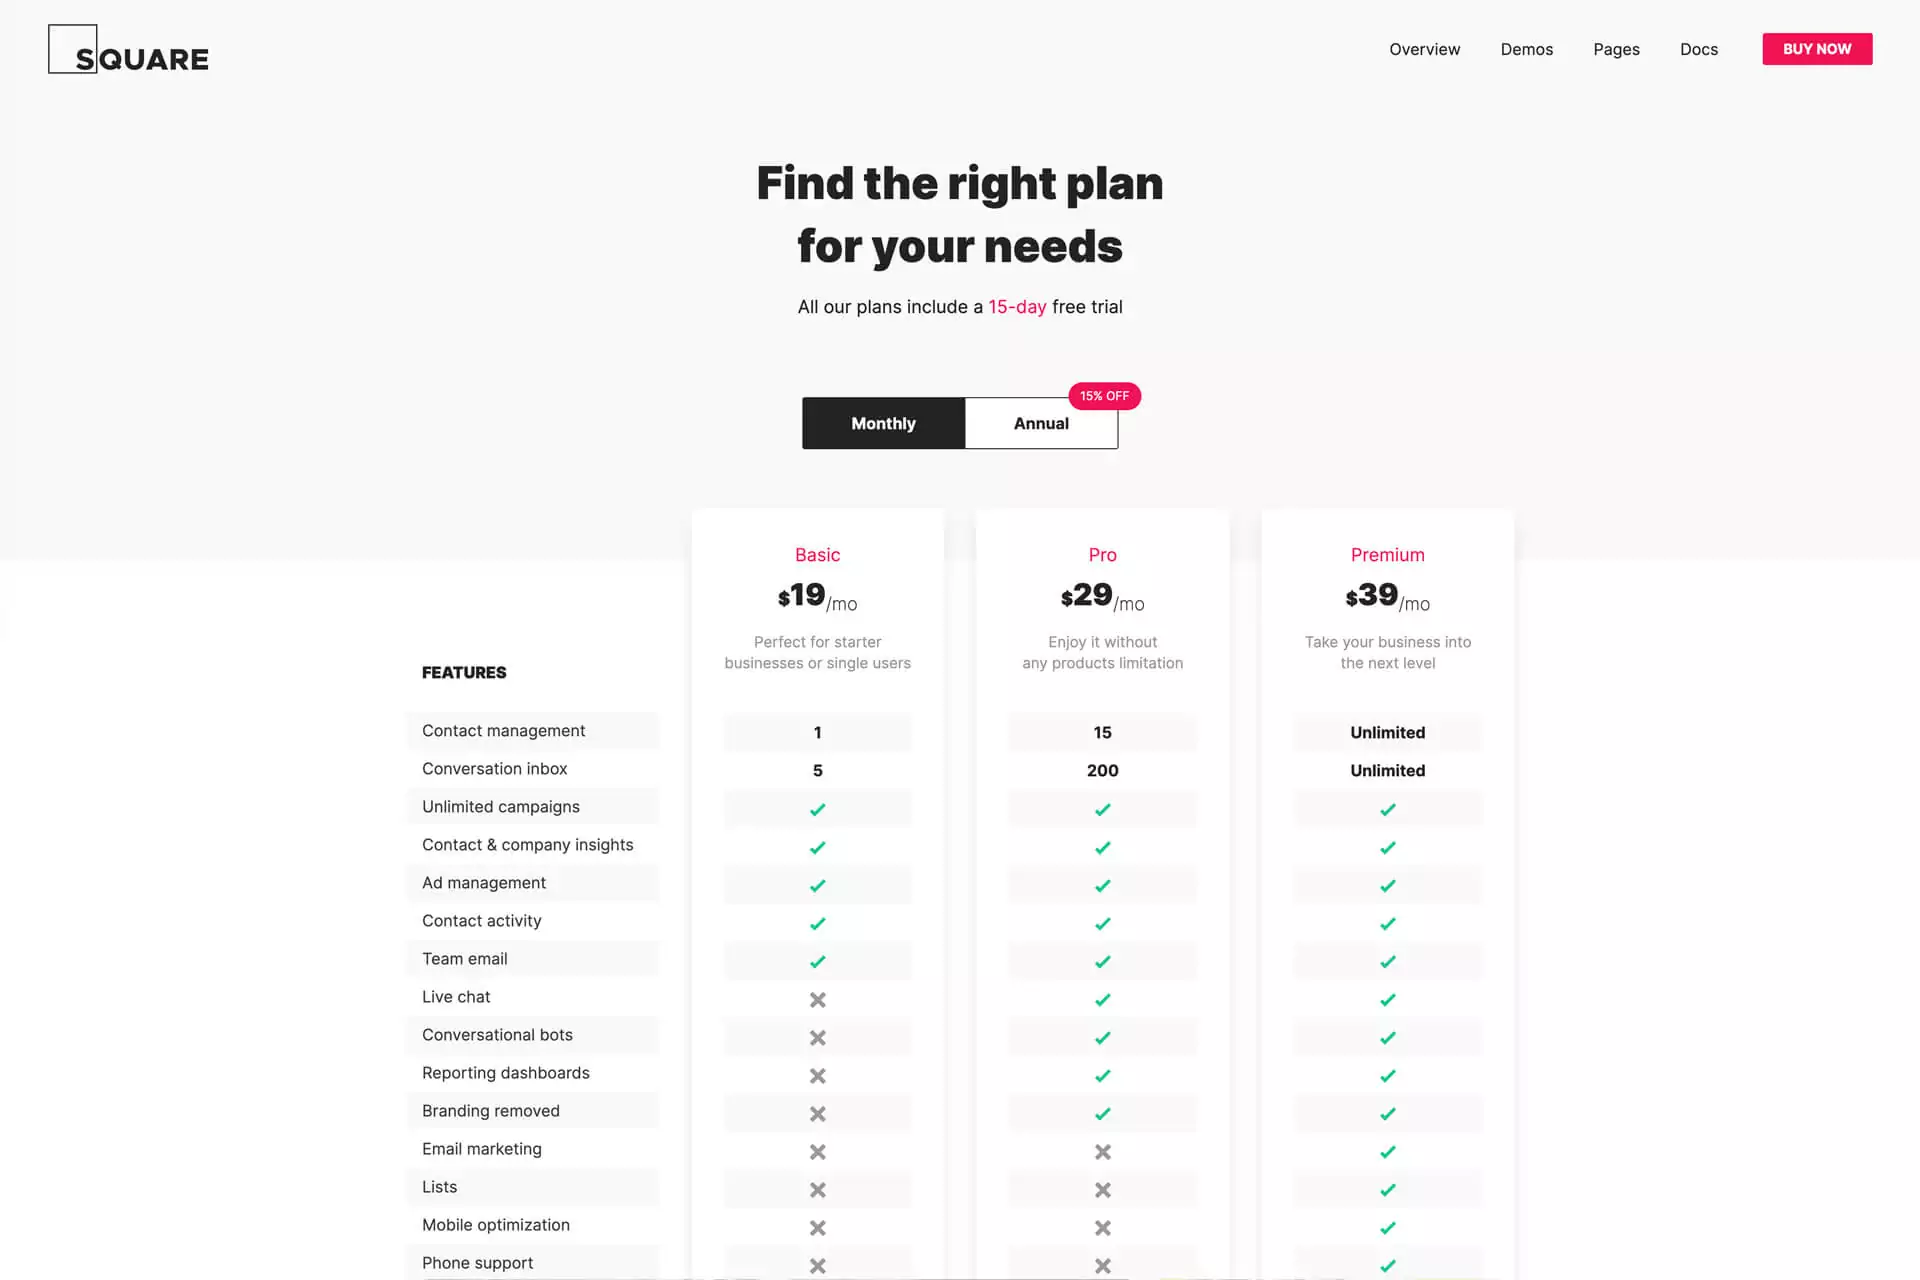 SQUARE
Overview Demos Pages Docs BUY NOW
Find the right plan
for your needs
All our plans include a 15-day free trial
15% OFF
Monthly Annual
Basic Pro Premium
$19/mo $29/mo $39/mo
Perfect for starter Enjoy it without Take your business into
businesses or single users any products limitation the next level
FEATURES
Contact management 1 15 Unlimited
Conversation inbox 5 200 Unlimited
Unlimited campaigns
Contact & company insights
Ad management
Contact activity
Team email
Live chat
Conversational bots
Reporting dashboards
Branding removed
Email marketing
Lists
Mobile optimization
Phone support